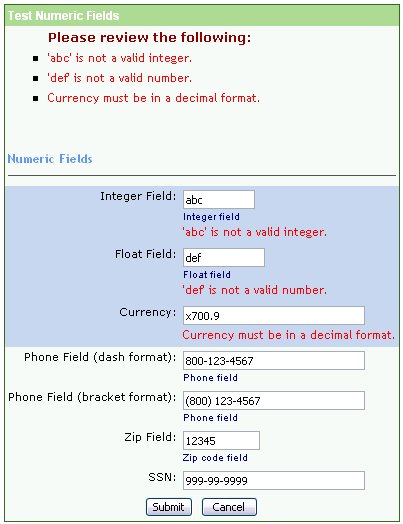 Test Numeric Fields
Please review the following:
'abc' is not a valid integer.
'def' is not a valid number.
Currency must be in a decimal format.
Numeric Fields
Integer Field: abc
Integer field
'abc' is not a valid integer.
Float Field: def
Float field
'def' is not a valid number.
Currency: x700.9
Currency must be in a decimal format.
Phone Field (dash format): 800-123-4567
Phone field
Phone Field (bracket format): (800) 123-4567
Phone field
Zip Field: 12345
Zip code field
SSN: 999-99-9999
Submit Cancel